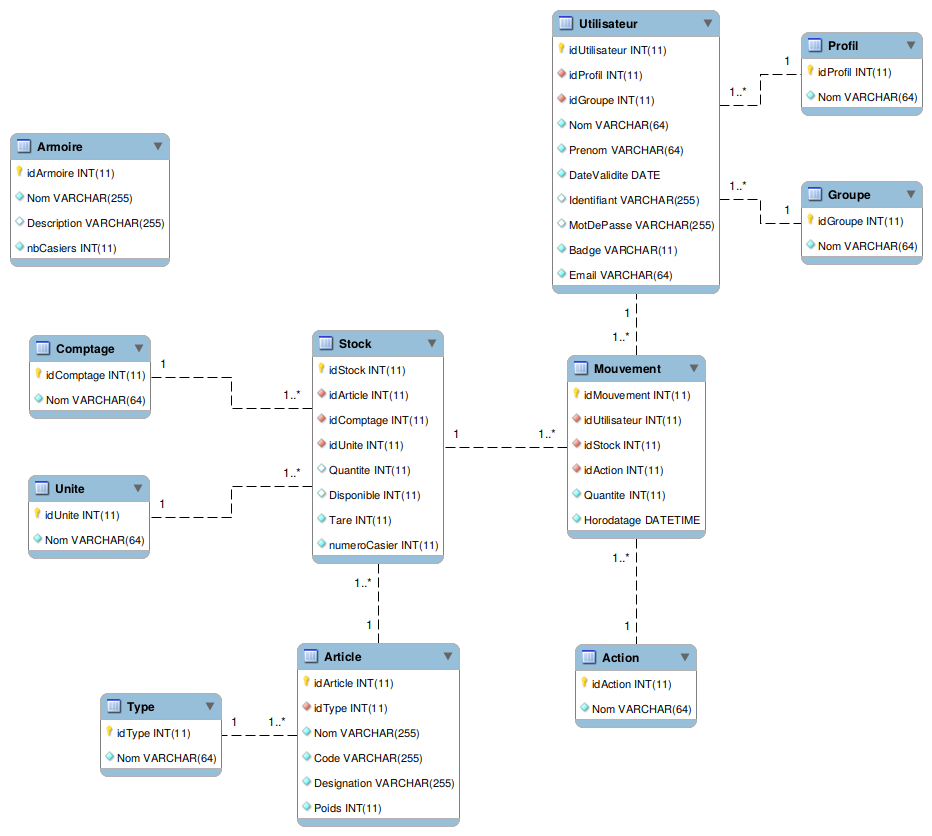 Utilisateur
idUtilisateur INT(11)
idProfil INT(11)
idGroupe INT(11)
Nom VARCHAR(64)
Prenom VARCHAR(64)
DateValidite DATE
Identifiant VARCHAR(255)
MotDePasse VARCHAR(255)
Badge VARCHAR(11)
Email VARCHAR(64)
1..*
1
Profil
idProfil INT(11)
Nom VARCHAR(64)
1..*
1
Groupe
idGroupe INT(11)
Nom VARCHAR(64)
Armoire
idArmoire INT(11)
Nom VARCHAR(255)
Description VARCHAR(255)
nbCasiers INT(11)
1
1..*
Comptage
idComptage INT(11)
Nom VARCHAR(64)
1
1..*
Stock
idStock INT(11)
idArticle INT(11)
idComptage INT(11)
idUnite INT(11)
Quantite INT(11)
Disponible INT(11)
Tare INT(11)
numeroCasier INT(11)
1
1..*
Mouvement
idMouvement INT(11)
idUtilisateur INT(11)
idStock INT(11)
idAction INT(11)
Quantite INT(11)
Horodatage DATETIME
Unite
idUnite INT(11)
Nom VARCHAR(64)
1
1..*
1..*
1
1..*
1
Article
idArticle INT(11)
idType INT(11)
Nom VARCHAR(255)
Code VARCHAR(255)
Designation VARCHAR(255)
Poids INT(11)
Action
idAction INT(11)
Nom VARCHAR(64)
Type
idType INT(11)
Nom VARCHAR(64)
1
1..*